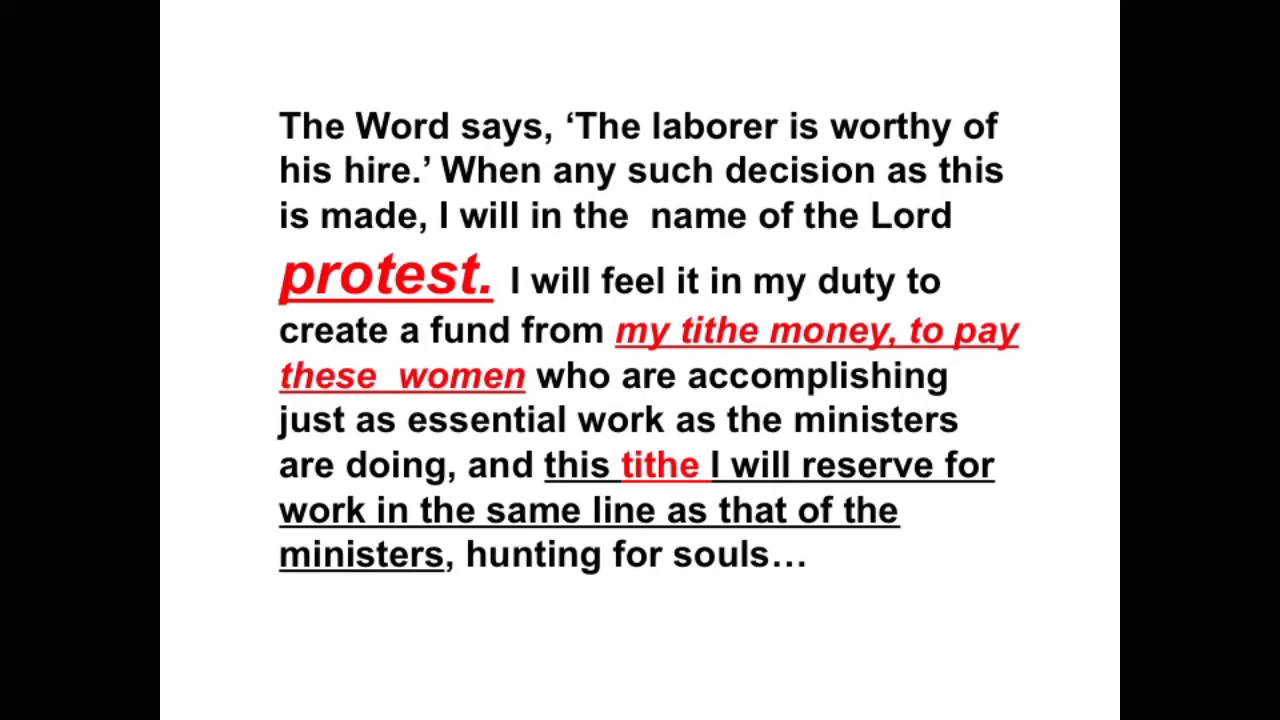 The Word says, ‘The laborer is worthy of
his hire.’ When any such decision as this
is made, I will in the  name of the Lord
protest. I will feel it in my duty to
create a fund from my tithe money, to pay
these  women who are accomplishing
just as essential work as the ministers
are doing, and this tithe I will reserve for
work in the same line as that of the
ministers, hunting for souls…